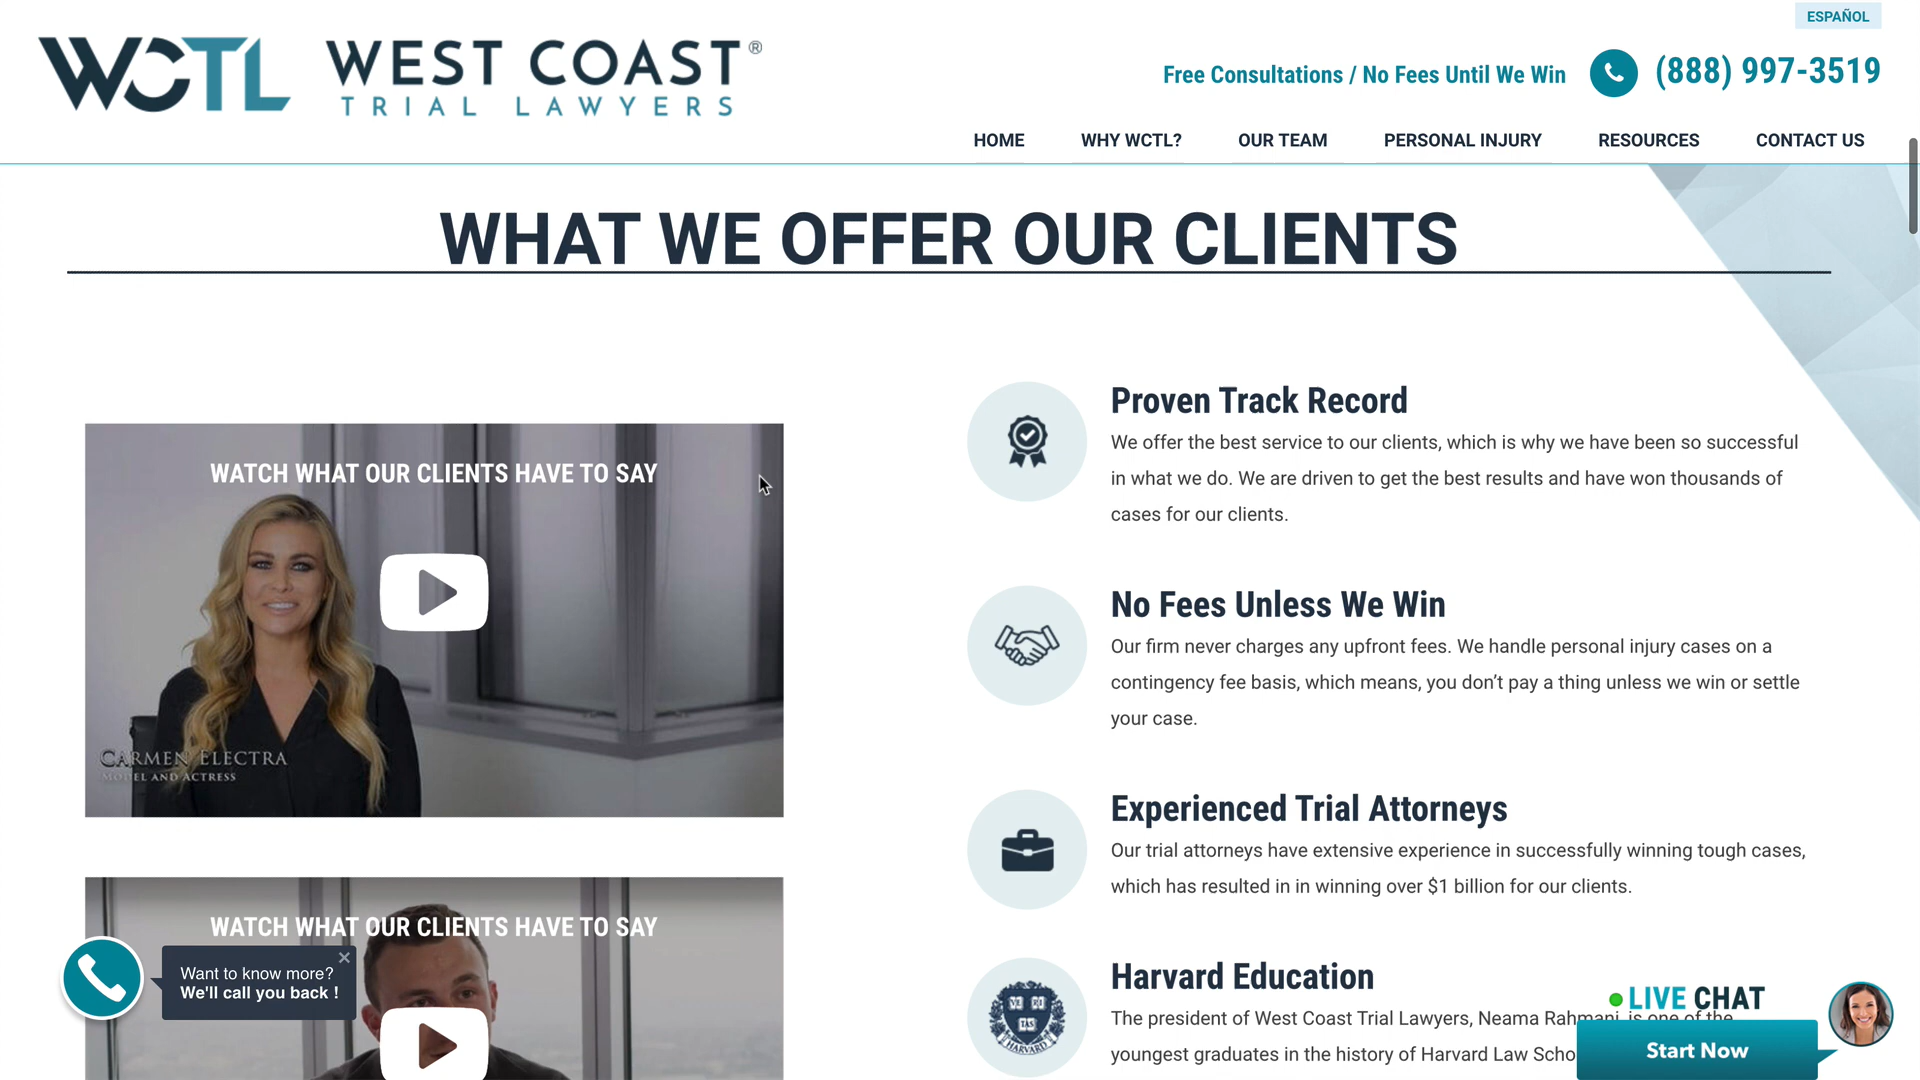 ESPAÑOL
WCTL WEST COAST®
TRIAL LAWYERS
Free Consultations / No Fees Until We Win (888) 997-3519
HOME WHY WCTL? OUR TEAM PERSONAL INJURY RESOURCES CONTACT US
WHAT WE OFFER OUR CLIENTS
WATCH WHAT OUR CLIENTS HAVE TO SAY
CARMEN ELECTRA
MODEL AND ACTRESS
WATCH WHAT OUR CLIENTS HAVE TO SAY
Want to know more?
We'll call you back !
Proven Track Record
We offer the best service to our clients, which is why we have been so successful
in what we do. We are driven to get the best results and have won thousands of
cases for our clients.
No Fees Unless We Win
Our firm never charges any upfront fees. We handle personal injury cases on a
contingency fee basis, which means, you don’t pay a thing unless we win or settle
your case.
Experienced Trial Attorneys
Our trial attorneys have extensive experience in successfully winning tough cases,
which has resulted in in winning over $1 billion for our clients.
VE RI
TAS
HARVARD
Harvard Education
The president of West Coast Trial Lawyers, Neama Rahmani, is one of the
youngest graduates in the history of Harvard Law Scho
LIVE CHAT
Start Now